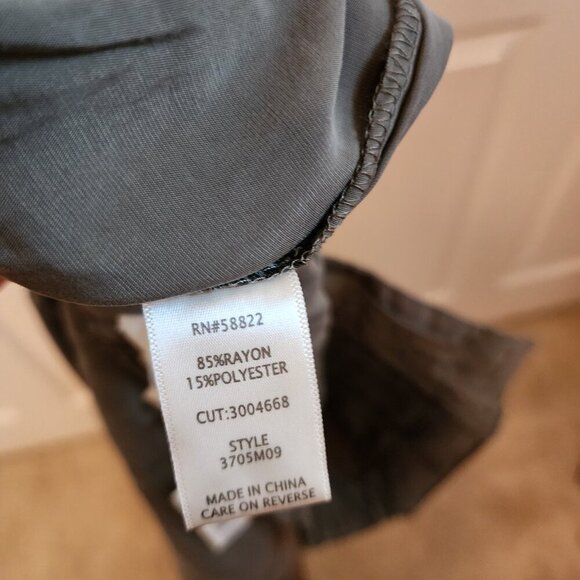 RN#58822
85%RAYON
15%POLYESTER
CUT:3004668
STYLE
3705M09
MADE IN CHINA
CARE ON REVERSE